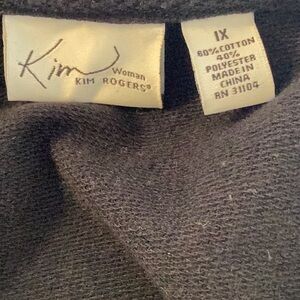 Kim
Woman
KIM ROGERS®
1X
60% COTTON
40%
POLYESTER
MADE IN
CHINA
RN 31104